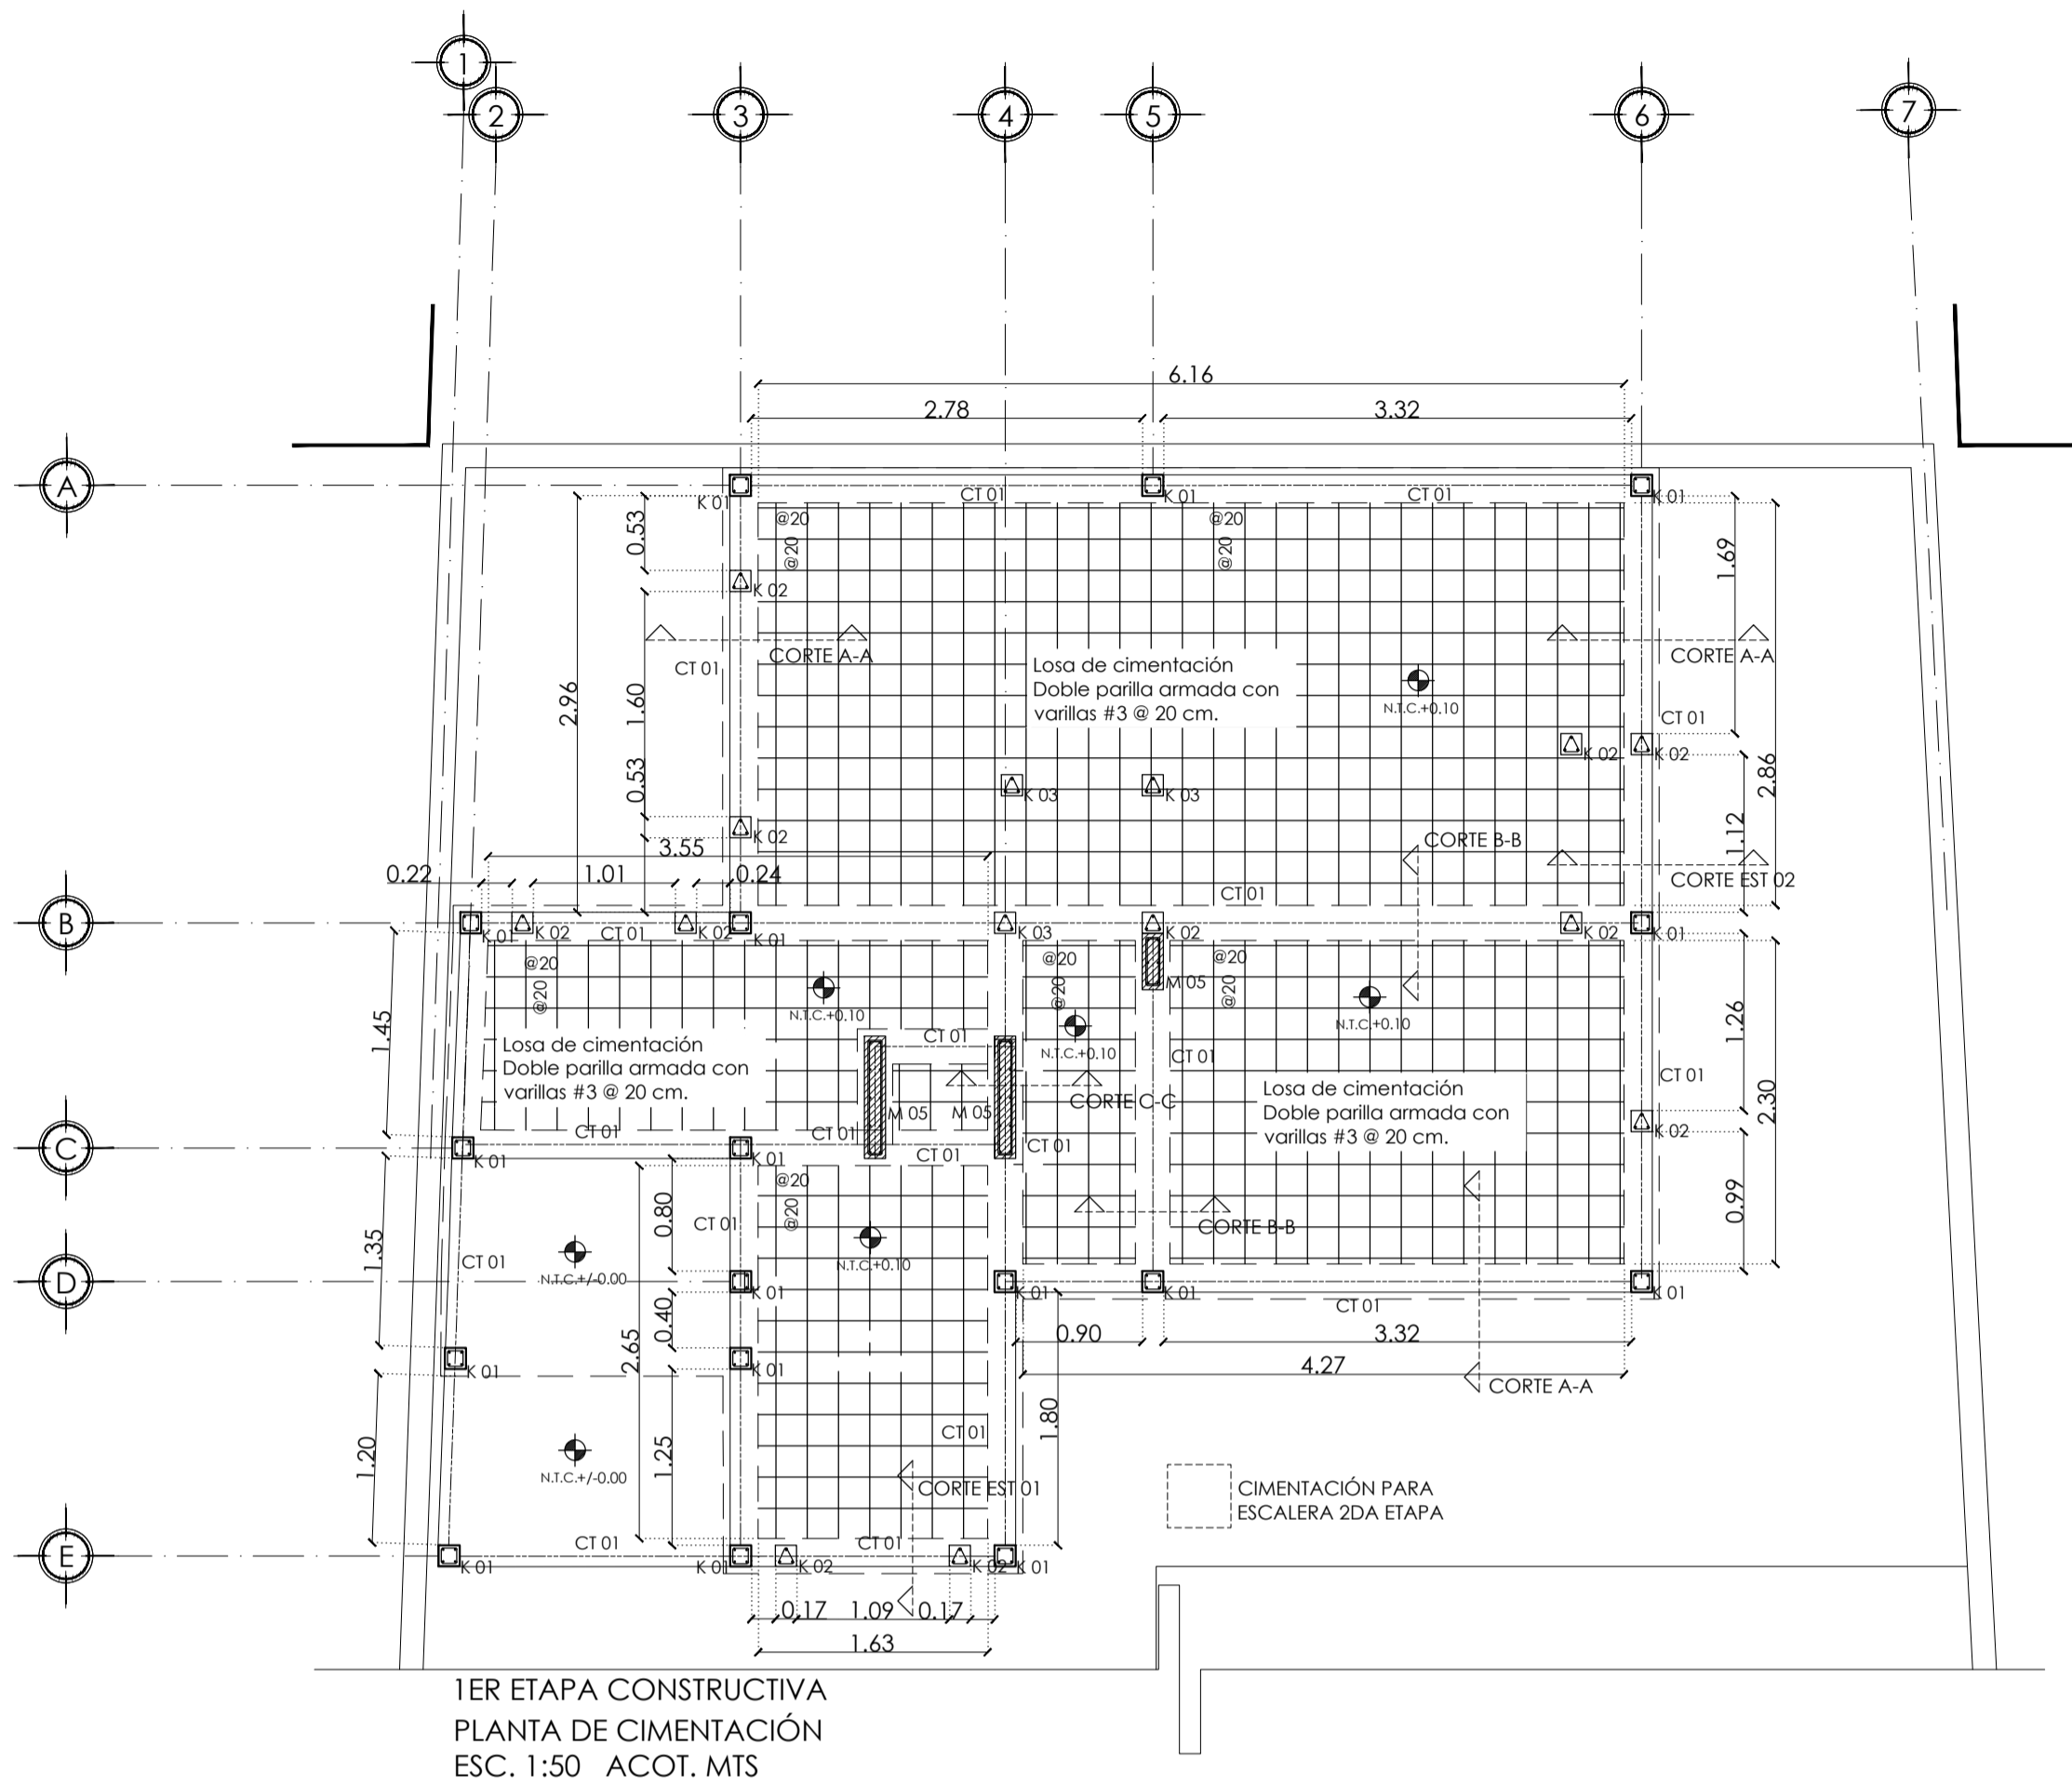 1
2
3
4
5
6
7
6.16
2.78
3.32
A
CT 01
CT 01
K 01
K 01
K 01
@20
@20
0.53
@20
@20
1.69
K 02
CORTE A-A
CT 01
Losa de cimentación
Doble parilla armada con
varillas #3 @ 20 cm.
CORTE A-A
2.96
1.60
N.T.C.+0.10
CT 01
K 02
K 02
0.53
K 03
K 03
2.86
K 02
1.12
CORTE B-B
3.55
0.22
1.01
0.24
CORTE EST 02
CT 01
B
K 01
K 02
CT 01
K 02
K 01
K 03
K 02
K 02
K 01
@20
@20
@20
@20
@20
@20
M 05
1.45
N.T.C.+0.10
N.T.C.+0.10
N.T.C.+0.10
1.26
CT 01
Losa de cimentación
Doble parilla armada con
varillas #3 @ 20 cm.
CT 01
CT 01
2.30
CORTE C-C
Losa de cimentación
Doble parilla armada con
varillas #3 @ 20 cm.
M 05
M 05
K 02
CT 01
CT 01
CT 01
CT 01
C
K 01
K 01
@20
@20
0.80
0.99
CT 01
CORTE B-B
1.35
CT 01
N.T.C.+/-0.00
N.T.C.+0.10
D
K 01
K 01
K 01
K 01
CT 01
0.40
2.65
0.90
3.32
4.27
K 01
K 01
CORTE A-A
1.80
1.20
1.25
CT 01
N.T.C.+/-0.00
CORTE EST 01
CIMENTACIÓN PARA
ESCALERA 2DA ETAPA
E
CT 01
CT 01
K 01
K 01
K 02
K 02
K 01
0.17
1.09
0.17
1.63
1ER ETAPA CONSTRUCTIVA
PLANTA DE CIMENTACIÓN
ESC. 1:50 ACOT. MTS